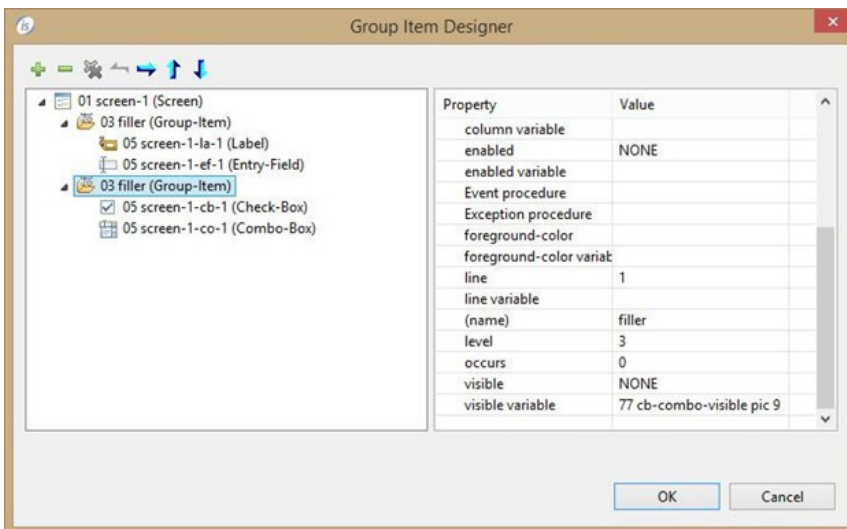 is Group Item Designer x
01 screen-1 (Screen)
03 filler (Group-Item)
05 screen-1-la-1 (Label)
05 screen-1-ef-1 (Entry-Field)
03 filler (Group-Item)
05 screen-1-cb-1 (Check-Box)
05 screen-1-co-1 (Combo-Box)
Property Value
column variable
enabled NONE
enabled variable
Event procedure
Exception procedure
foreground-color
foreground-color variab
line 1
line variable
(name) filler
level 3
occurs 0
visible NONE
visible variable 77 cb-combo-visible pic 9
OK Cancel